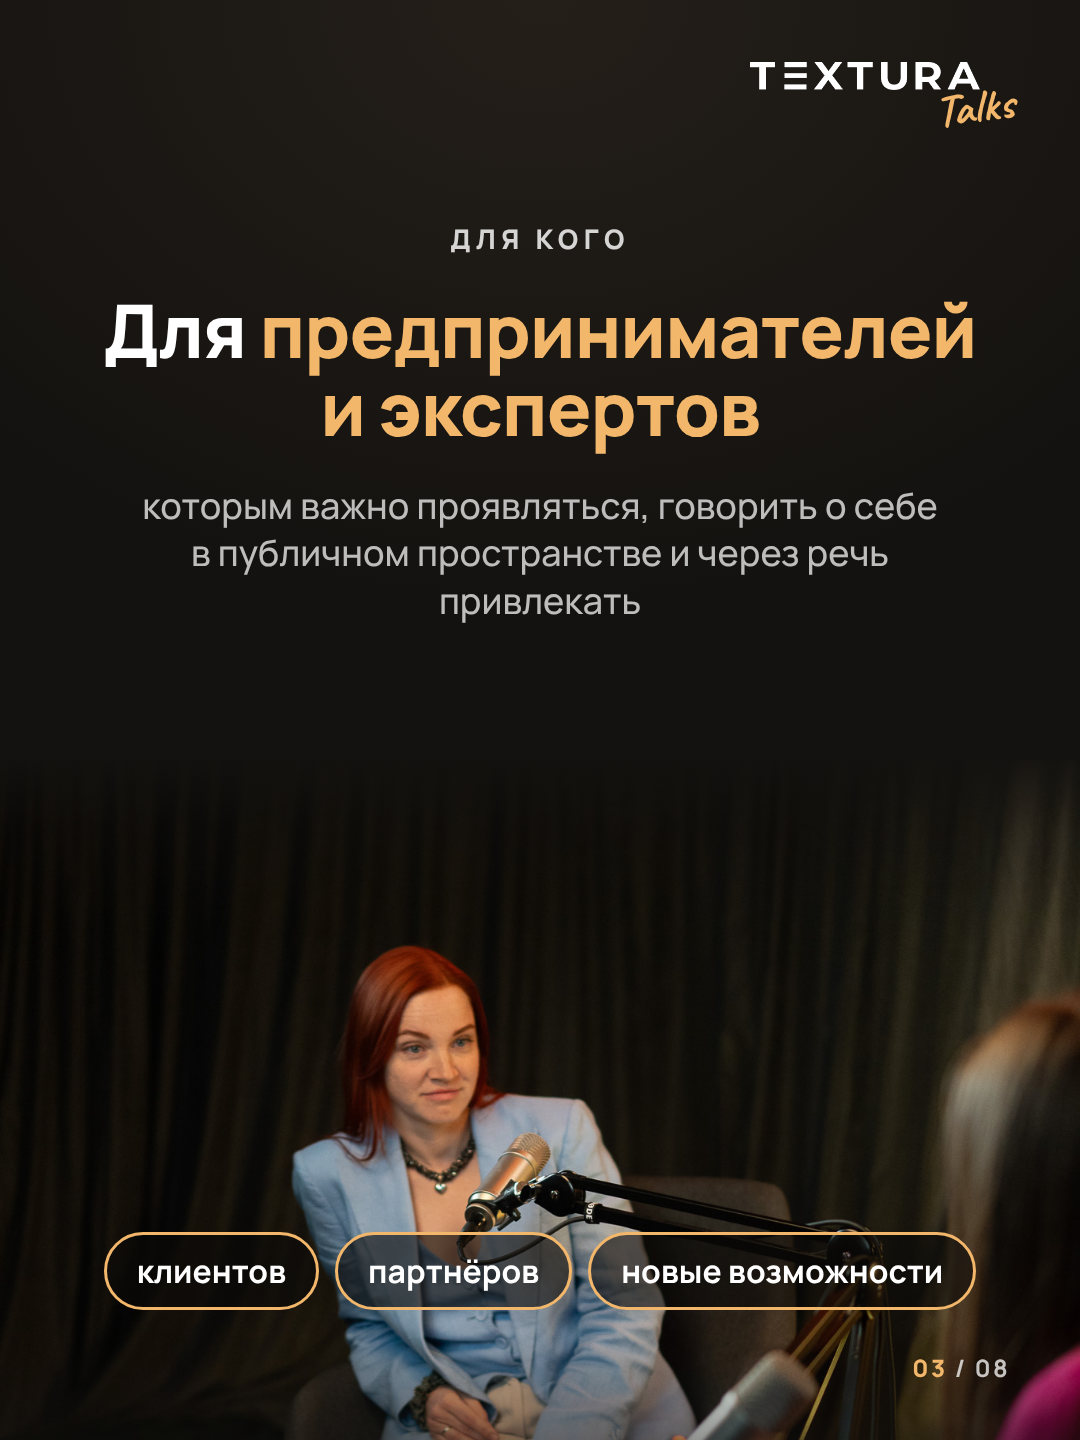 TEXTURA
Talks
ДЛЯ КОГО
Для предпринимателей
и экспертов
которым важно проявляться, говорить о себе
в публичном пространстве и через речь
привлекать
клиентов партнёров новые возможности
03 / 08